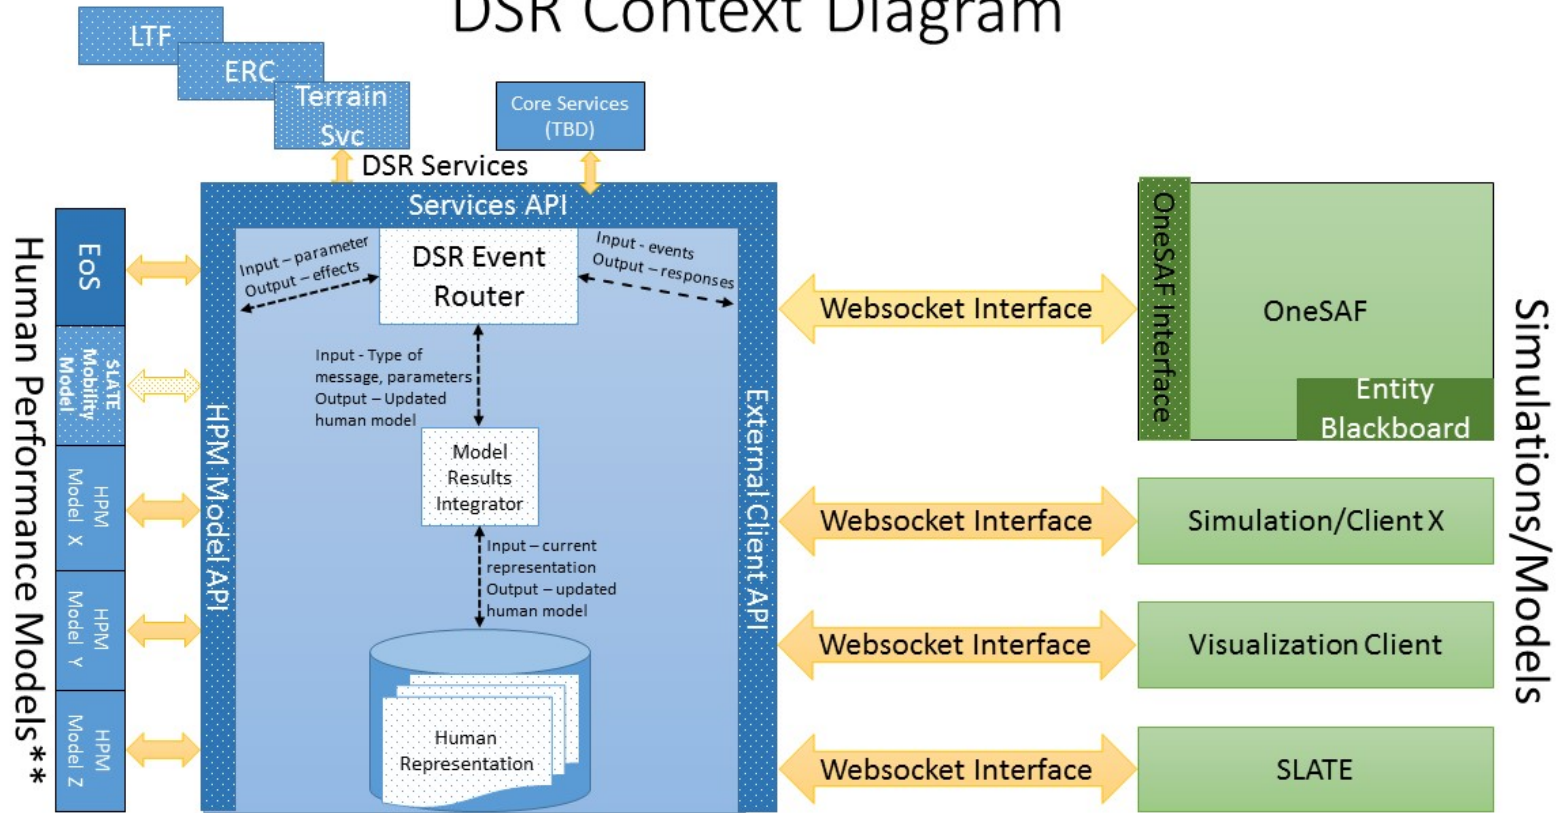 DSR Context Diagram
LTF
ERC
Terrain
Svc
Core Services
(TBD)
DSR Services
Services API
Human Performance Models**
EoS
SLATE
Mobility
Model
HPM
Model X
HPM
Model Y
HPM
Model Z
HPM Model API
Input – parameter
Output – effects
DSR Event
Router
Input - events
Output – responses
Input - Type of
message, parameters
Output – Updated
human model
Model
Results
Integrator
Input – current
representation
Output – updated
human model
Human
Representation
External Client API
Websocket Interface
Websocket Interface
Websocket Interface
Websocket Interface
OneSAF Interface
OneSAF
Entity
Blackboard
Simulation/Client X
Visualization Client
SLATE
Simulations/Models